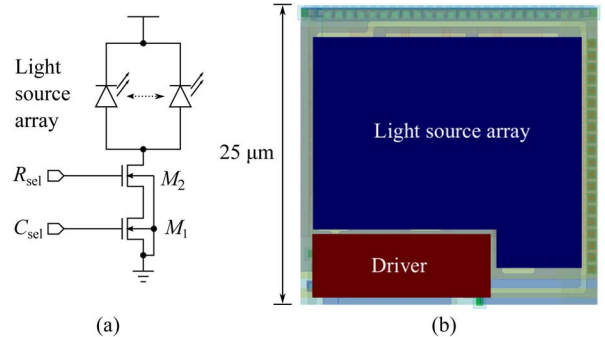 Light
source
array
R_sel
M_2
C_sel
M_1
(a)
25 μm
Light source array
Driver
(b)